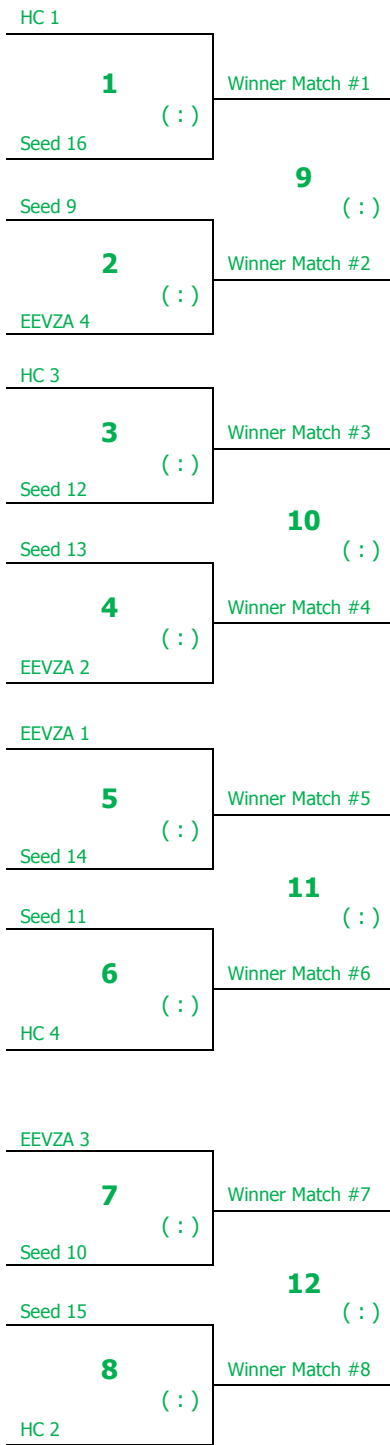 HC 1
1
Winner Match #1
( : )
Seed 16
9
Seed 9
( : )
2
Winner Match #2
( : )
EEVZA 4
HC 3
3
Winner Match #3
( : )
Seed 12
10
Seed 13
( : )
4
Winner Match #4
( : )
EEVZA 2
EEVZA 1
5
Winner Match #5
( : )
Seed 14
11
Seed 11
( : )
6
Winner Match #6
( : )
HC 4
EEVZA 3
7
Winner Match #7
( : )
Seed 10
12
Seed 15
( : )
8
Winner Match #8
( : )
HC 2